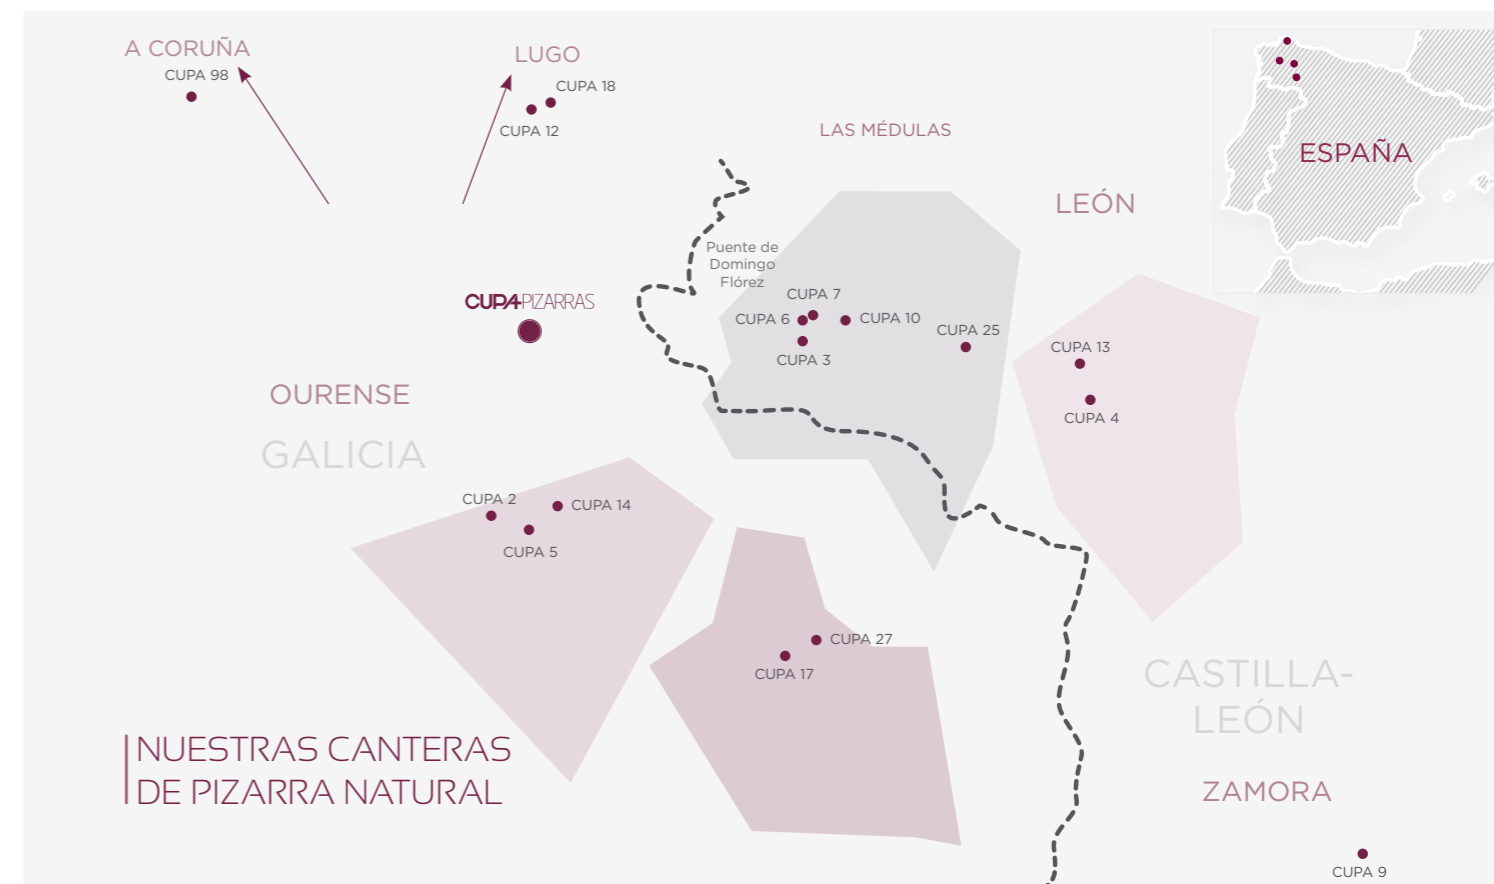 A CORUÑA
CUPA 98
LUGO
CUPA 18
CUPA 12
LAS MÉDULAS
ESPAÑA
LEÓN
Puente de
Domingo
Flórez
CUPA PIZARRAS
CUPA 7
CUPA 6
CUPA 10
CUPA 3
CUPA 25
CUPA 13
CUPA 4
OURENSE
GALICIA
CUPA 2
CUPA 14
CUPA 5
CUPA 27
CUPA 17
CASTILLA-
LEÓN
NUESTRAS CANTERAS
DE PIZARRA NATURAL
ZAMORA
CUPA 9